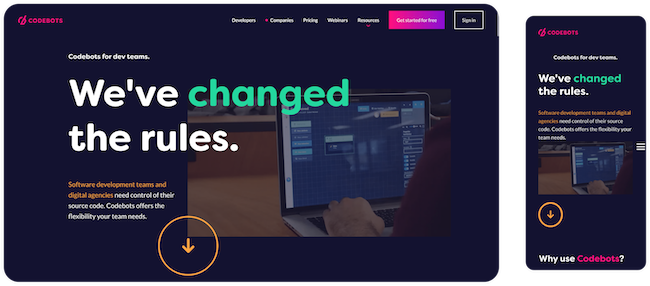 CODEBOTS
Developers
Companies
Pricing
Webinars
Resources
Get started for free
Sign in
Codebots for dev teams.
We've changed
the rules.
Software development teams and
digital agencies need control of their
source code. Codebots offers the
flexibility your team needs.
CODEBOTS
Codebots for dev teams.
We've changed
the rules.
Software development teams and digital
agencies need control of their source
code. Codebots offers the flexibility your
team needs.
Why use Codebots?